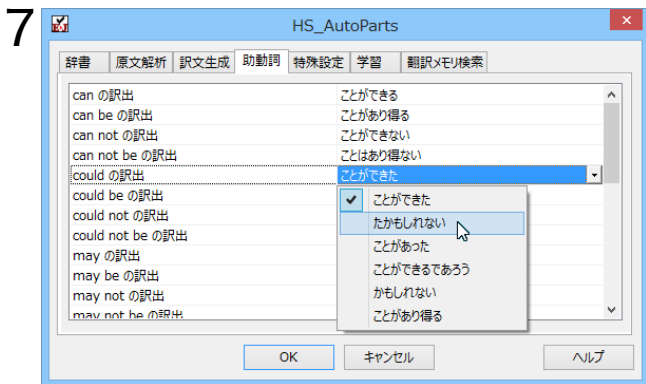 7
HS_AutoParts
辞書 原文解析 訳文生成 助動詞 特殊設定 学習 翻訳メモリ検索
can の訳出 ことができる
can be の訳出 ことがあり得る
can not の訳出 ことができない
can not be の訳出 ことはあり得ない
could の訳出 ことができた
could be の訳出 ことができた
could not の訳出 たかもしれない
could not be の訳出 ことがあった
may の訳出 ことができるであろう
may be の訳出 かもしれない
may not の訳出 ことがあり得る
may not be の訳出
OK キャンセル ヘルプ